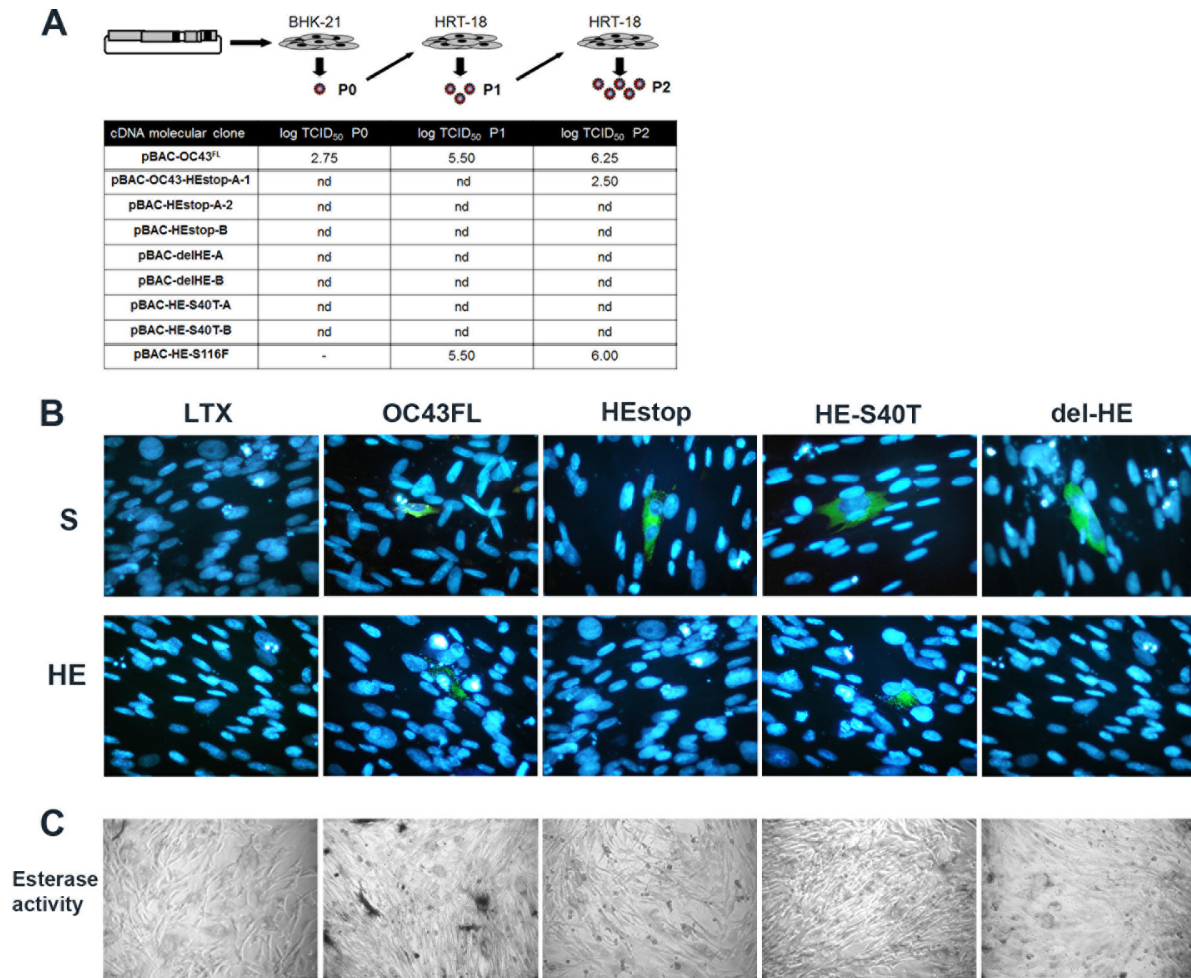 A
BHK-21 HRT-18 HRT-18
P0 P1 P2
cDNA molecular clone log TCID50 P0 log TCID50 P1 log TCID50 P2
pBAC-OC43FL 2.75 5.50 6.25
pBAC-OC43-HEstop-A-1 nd nd 2.50
pBAC-HEstop-A-2 nd nd nd
pBAC-HEstop-B nd nd nd
pBAC-delHE-A nd nd nd
pBAC-delHE-B nd nd nd
pBAC-HE-S40T-A nd nd nd
pBAC-HE-S40T-B nd nd nd
pBAC-HE-S116F - 5.50 6.00
B LTX OC43FL HEstop HE-S40T del-HE
S
HE
C
Esterase
activity